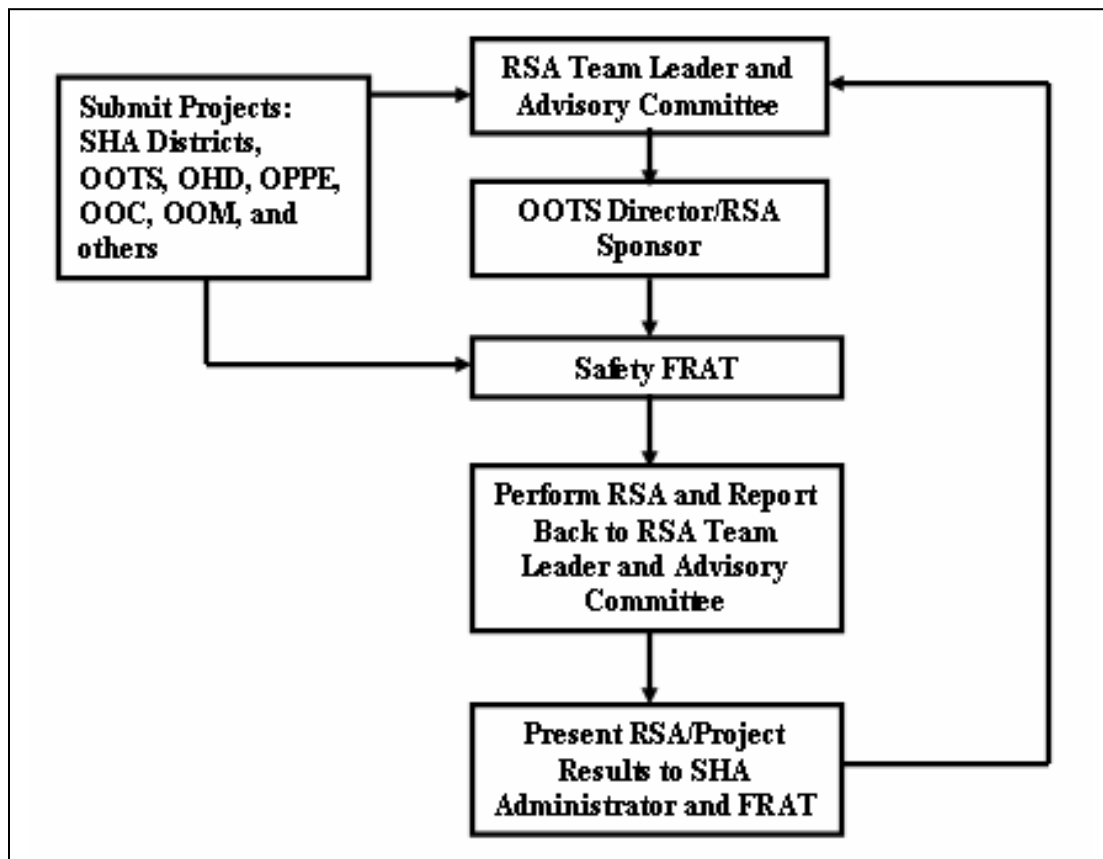 Submit Projects:
SHA Districts,
OOTS, OHD, OPPE,
OOC, OOM, and
others
RSA Team Leader and
Advisory Committee
OOTS Director/RSA
Sponsor
Safety FRAT
Perform RSA and Report
Back to RSA Team
Leader and Advisory
Committee
Present RSA/Project
Results to SHA
Administrator and FRAT